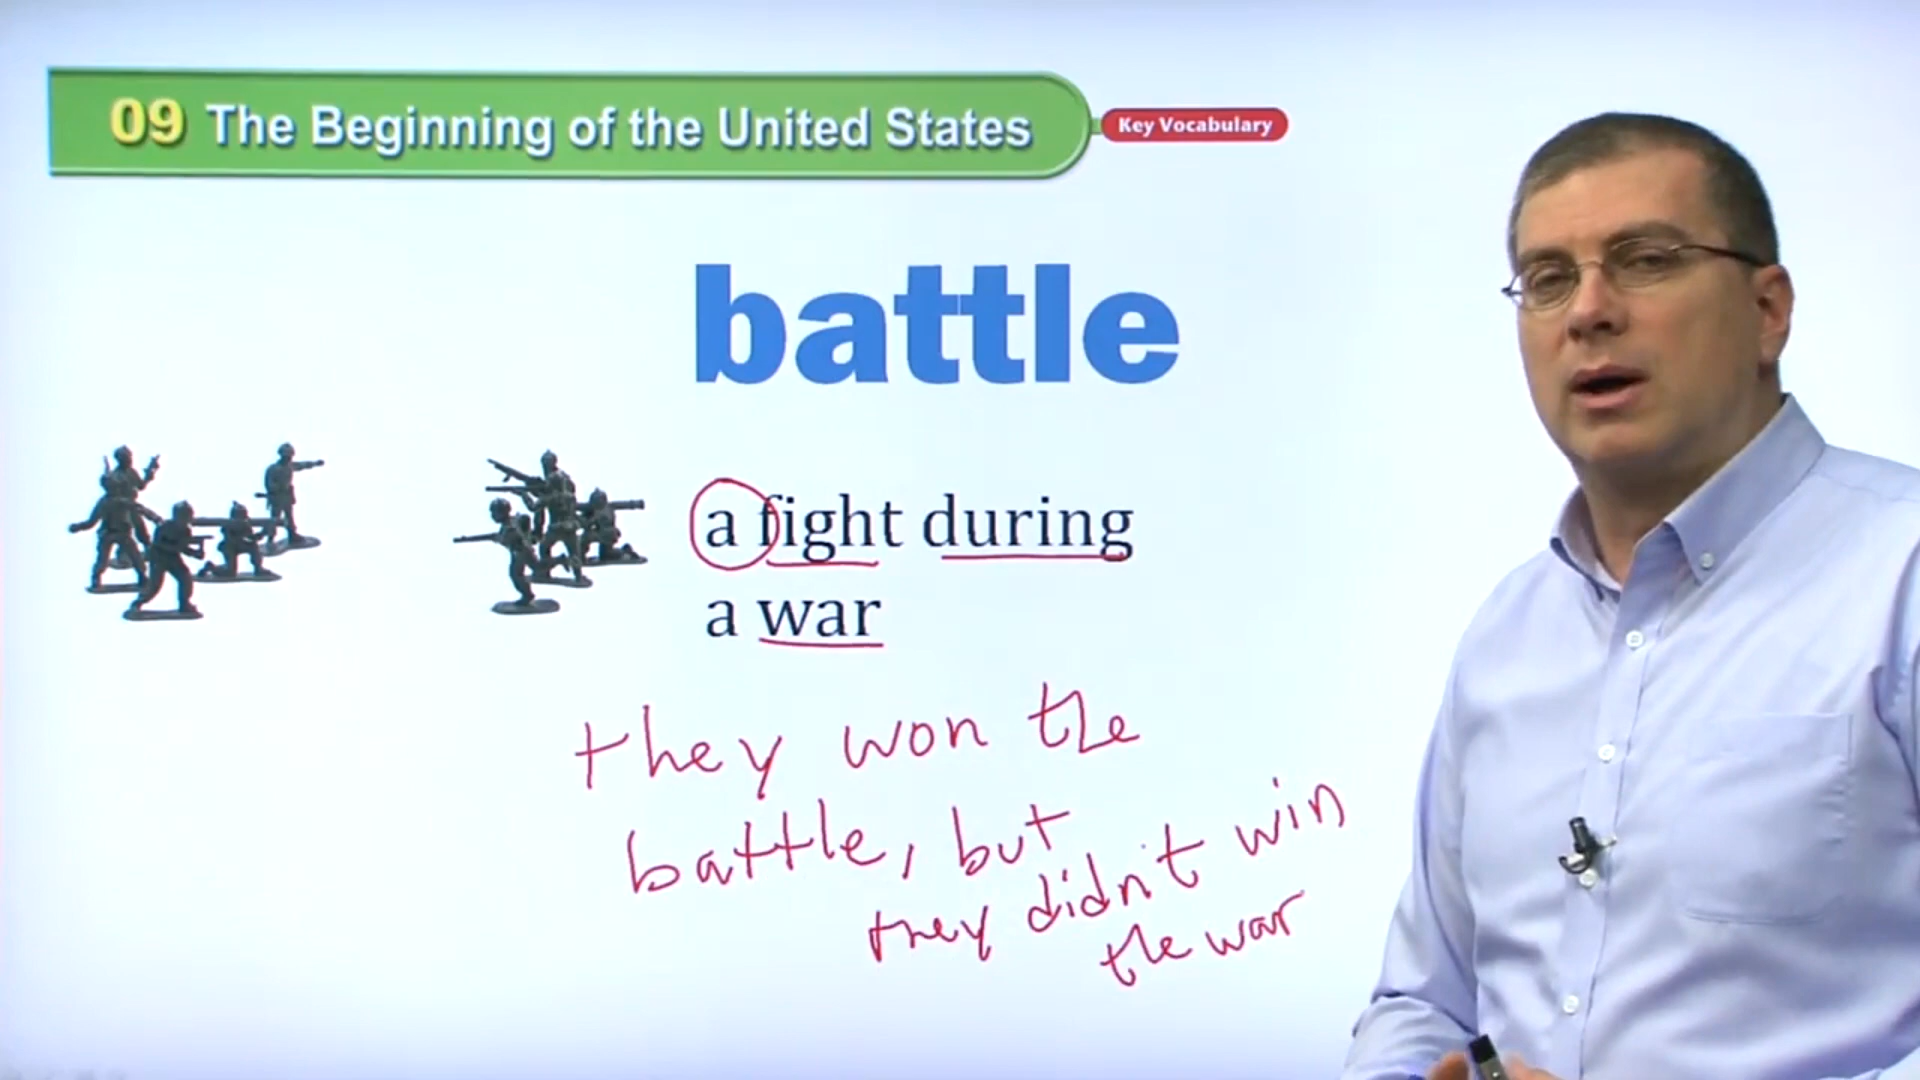 09 The Beginning of the United States
Key Vocabulary
battle
a fight during
a war
they won the
battle, but
they didn't win
the war